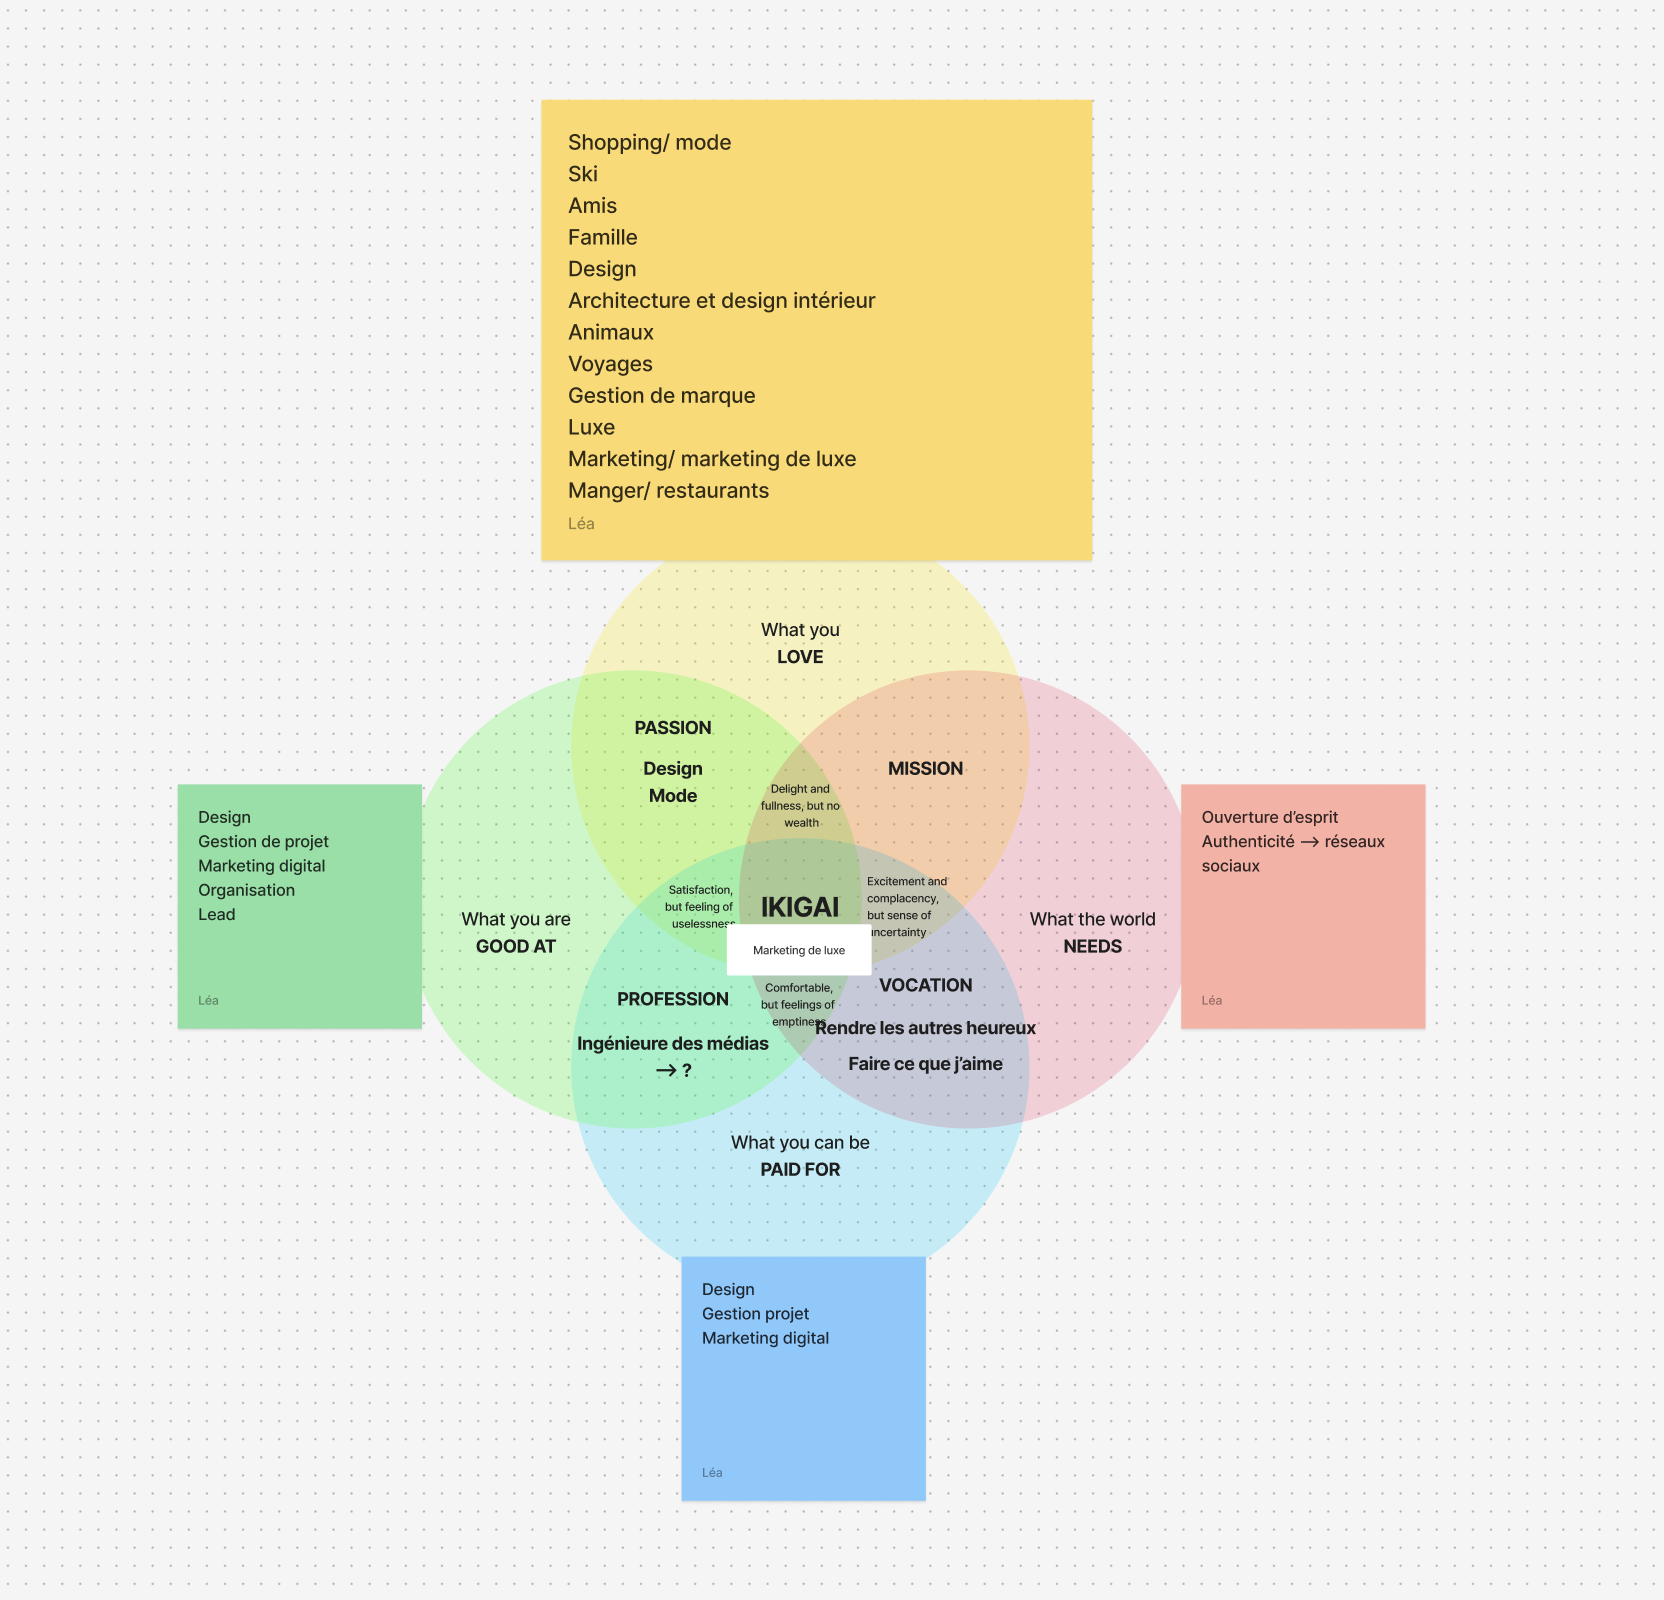 Shopping/ mode
Ski
Amis
Famille
Design
Architecture et design intérieur
Animaux
Voyages
Gestion de marque
Luxe
Marketing/ marketing de luxe
Manger/ restaurants
Léa
What you
LOVE
PASSION
Design
Mode
MISSION
Delight and
fullness, but no
wealth
Design
Gestion de projet
Marketing digital
Organisation
Lead
Léa
What you are
GOOD AT
Satisfaction,
but feeling of
uselessness
IKIGAI
Marketing de luxe
Excitement and
complacency,
but sense of
uncertainty
What the world
NEEDS
Ouverture d’esprit
Authenticité → réseaux
sociaux
Léa
PROFESSION
Ingénieure des médias
→ ?
Comfortable,
but feelings of
emptiness
VOCATION
Rendre les autres heureux
Faire ce que j’aime
What you can be
PAID FOR
Design
Gestion projet
Marketing digital
Léa